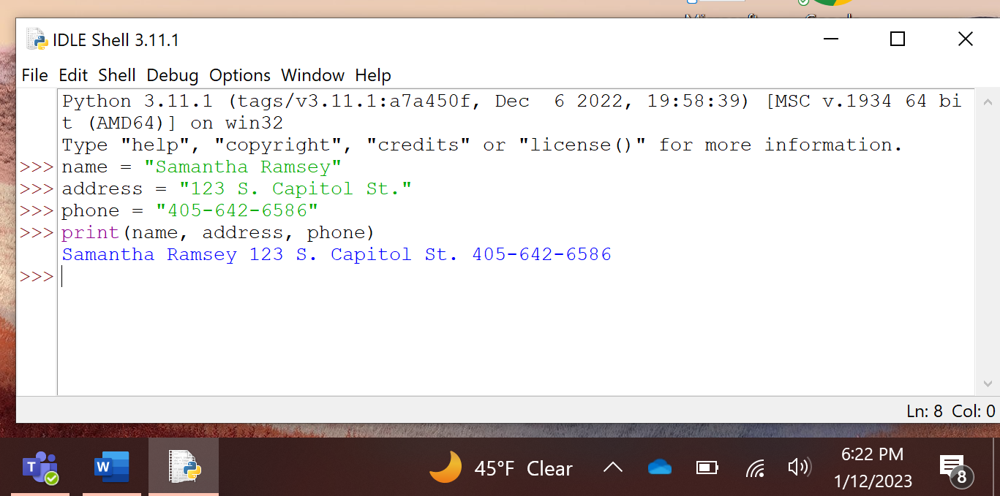 IDLE Shell 3.11.1
File Edit Shell Debug Options Window Help
Python 3.11.1 (tags/v3.11.1:a7a450f, Dec  6 2022, 19:58:39) [MSC v.1934 64 bi
t (AMD64)] on win32
Type "help", "copyright", "credits" or "license()" for more information.
>>> name = "Samantha Ramsey"
>>> address = "123 S. Capitol St."
>>> phone = "405-642-6586"
>>> print(name, address, phone)
Samantha Ramsey 123 S. Capitol St. 405-642-6586
>>>
Ln: 8 Col: 0
T W 45°F Clear 6:22 PM
1/12/2023
8